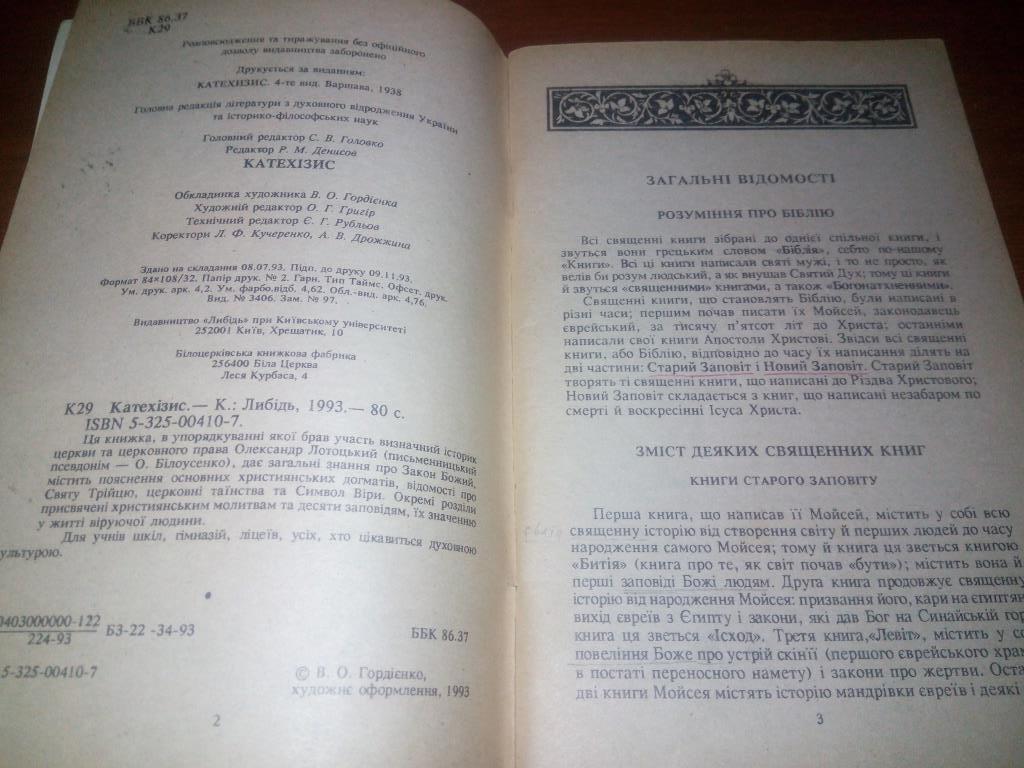 ББК 86.37
К29
Розповсюдження та тиражування без офіційного
дозволу видавництва заборонено
Друкується за виданням:
КАТЕХІЗИС. 4-те вид. Варшава, 1938
Головна редакція літератури з духовного відродження України
та історико-філософських наук
Головний редактор С. В. Головко
Редактор Р. М. Денисов
КАТЕХІЗИС
Обкладинка художника В. О. Гордієнка
Художній редактор О. Г. Григір
Технічний редактор Є. Г. Рубльов
Коректори Л. Ф. Кучеренко, А. В. Дрожжина
Здано на складання 08.07.93. Підп. до друку 09.11.93.
Формат 84×108/32. Папір друк. № 2. Гарн. Тип Таймс. Офсет. друк.
Ум. друк. арк. 4,2. Ум. фарбо.відб. 4,62. Обл.-вид. арк. 4,76.
Вид. № 3406. Зам. № 97.
Видавництво «Либідь» при Київському університеті
252001 Київ, Хрещатик, 10
Білоцерківська книжкова фабрика
256400 Біла Церква
Леся Курбаса, 4
К29 Катехізис.— К.: Либідь, 1993.— 80 с.
ISBN 5-325-00410-7.
Ця книжка, в упорядкуванні якої брав участь визначний історик
церкви та церковного права Олександр Лотоцький (письменницький
псевдонім — О. Білоусенко), дає загальні знання про Закон Божий,
містить пояснення основних християнських догматів, відомості про
Святу Трійцю, церковні таїнства та Символ Віри. Окремі розділи
присвячені християнським молитвам та десяти заповідям, їх значенню
у житті віруючої людини.
Для учнів шкіл, гімназій, ліцеїв, усіх, хто цікавиться духовною
культурою.
0403000000-122
224-93
БЗ-22 -34-93
ББК 86.37
5-325-00410-7
© В. О. Гордієнко,
художнє оформлення, 1993
2
ЗАГАЛЬНІ ВІДОМОСТІ
РОЗУМІННЯ ПРО БІБЛІЮ
Всі священні книги зібрані до однієї спільної книги, і
звуться вони грецьким словом «Біблія», себто по-нашому
«Книги». Всі ці книги написали святі мужі, і то не просто, як
велів би розум людський, а як внушав Святий Дух; тому ці книги
й звуться «священними» книгами, а також «Богонатхненними».
Священні книги, що становлять Біблію, були написані в
різні часи; першим почав писати їх Мойсей, законодавець
єврейський, за тисячу п'ятсот літ до Христа; останніми
написали свої книги Апостоли Христові. Звідси всі священні
книги, або Біблію, відповідно до часу їх написання ділять на
дві частини: Старий Заповіт і Новий Заповіт. Старий Заповіт
творять ті священні книги, що написані до Різдва Христового;
Новий Заповіт складається з книг, що написані незабаром по
смерті й воскресінні Ісуса Христа.
ЗМІСТ ДЕЯКИХ СВЯЩЕННИХ КНИГ
КНИГИ СТАРОГО ЗАПОВІТУ
Перша книга, що написав її Мойсей, містить у собі всю
священну історію від створення світу й перших людей до часу
народження самого Мойсея; тому й книга ця зветься книгою
«Битія» (книга про те, як світ почав «бути»); містить вона й
перші заповіді Божі людям. Друга книга продовжує священну
історію від народження Мойсея: призвання його, кари на єгиптян
вихід євреїв з Єгипту і закони, які дав Бог на Синайській гор
книга ця зветься «Ісход». Третя книга,«Левіт», містить у со
повеління Боже про устрій скінії (першого єврейського храм
в постаті переносного намету) і закони про жертви. Оста
дві книги Мойсея містять історію мандрівки євреїв і деякі
3